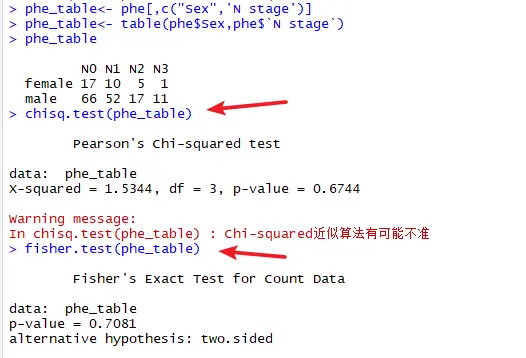 > phe_table<- phe[,c("Sex",'N stage')]
> phe_table<- table(phe$Sex,phe$`N stage`)
> phe_table
N0 N1 N2 N3
female 17 10 5 1
male 66 52 17 11
> chisq.test(phe_table)
Pearson's Chi-squared test
data: phe_table
X-squared = 1.5344, df = 3, p-value = 0.6744
Warning message:
In chisq.test(phe_table) : Chi-squared近似算法有可能不准
> fisher.test(phe_table)
Fisher's Exact Test for Count Data
data: phe_table
p-value = 0.7081
alternative hypothesis: two.sided